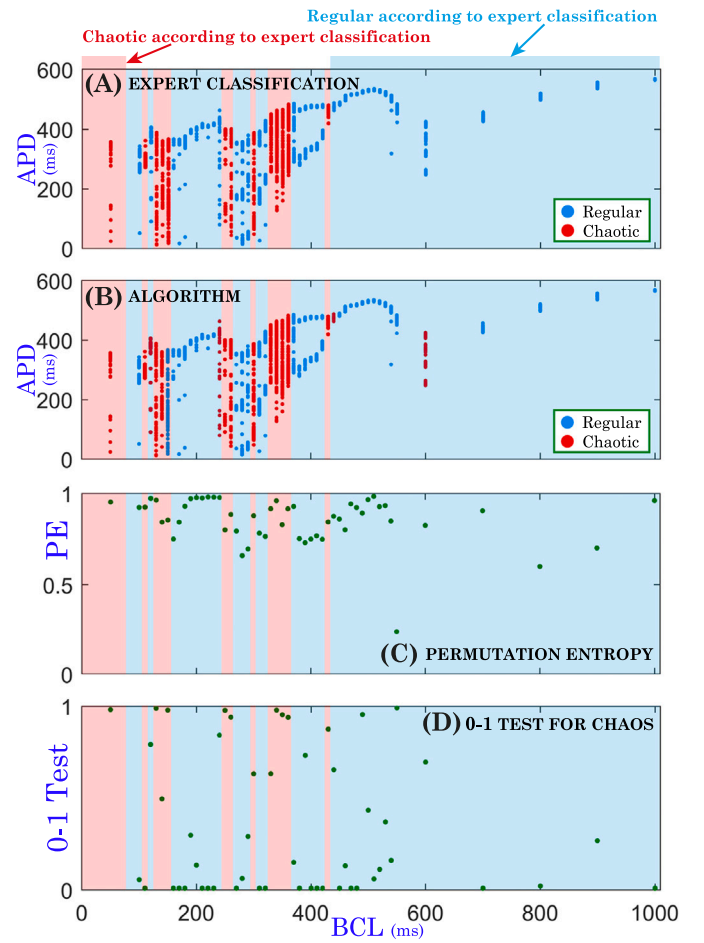 Regular according to expert classification
Chaotic according to expert classification
600
400
200
0
APD (ms)
(A) EXPERT CLASSIFICATION
Regular
Chaotic
600
400
200
0
APD (ms)
(B) ALGORITHM
Regular
Chaotic
1
0.5
0
PE
(C) PERMUTATION ENTROPY
1
0
0-1 Test
(D) 0-1 TEST FOR CHAOS
0 200 400 600 800 1000
BCL (ms)